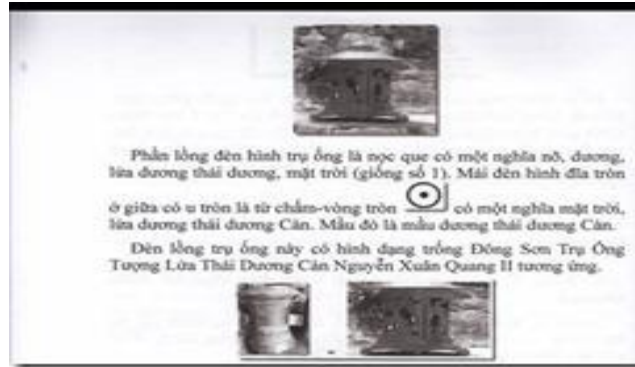 Phần lồng đèn hình trụ ống là nọc que có một nghĩa nõ, dương,
lửa dương thái dương, mặt trời (giống số 1). Mái đèn hình đĩa tròn
ở giữa có u tròn là từ chấm-vòng tròn có một nghĩa mặt trời,
lửa dương thái dương Càn. Mầu đỏ là mầu dương thái dương Càn.
Đèn lồng trụ ống này có hình dạng trống Đông Sơn Trụ Ống
Tượng Lửa Thái Dương Càn Nguyễn Xuân Quang II tương ứng.